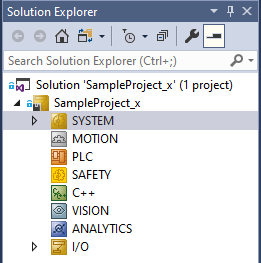 Solution Explorer
Search Solution Explorer (Ctrl+;)
Solution 'SampleProject_x' (1 project)
SampleProject_x
SYSTEM
MOTION
PLC
SAFETY
C++
VISION
ANALYTICS
I/O